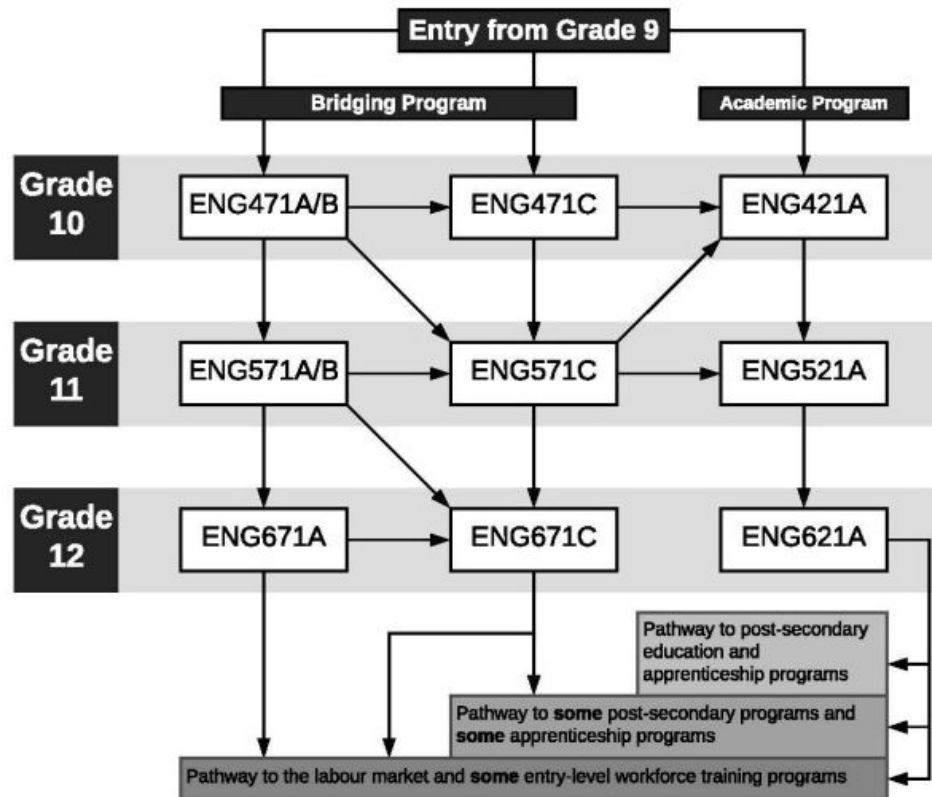 Entry from Grade 9
Bridging Program
Academic Program
Grade
10
ENG471A/B
ENG471C
ENG421A
Grade
11
ENG571A/B
ENG571C
ENG521A
Grade
12
ENG671A
ENG671C
ENG621A
Pathway to post-secondary
education and
apprenticeship programs
Pathway to some post-secondary programs and
some apprenticeship programs
Pathway to the labour market and some entry-level workforce training programs